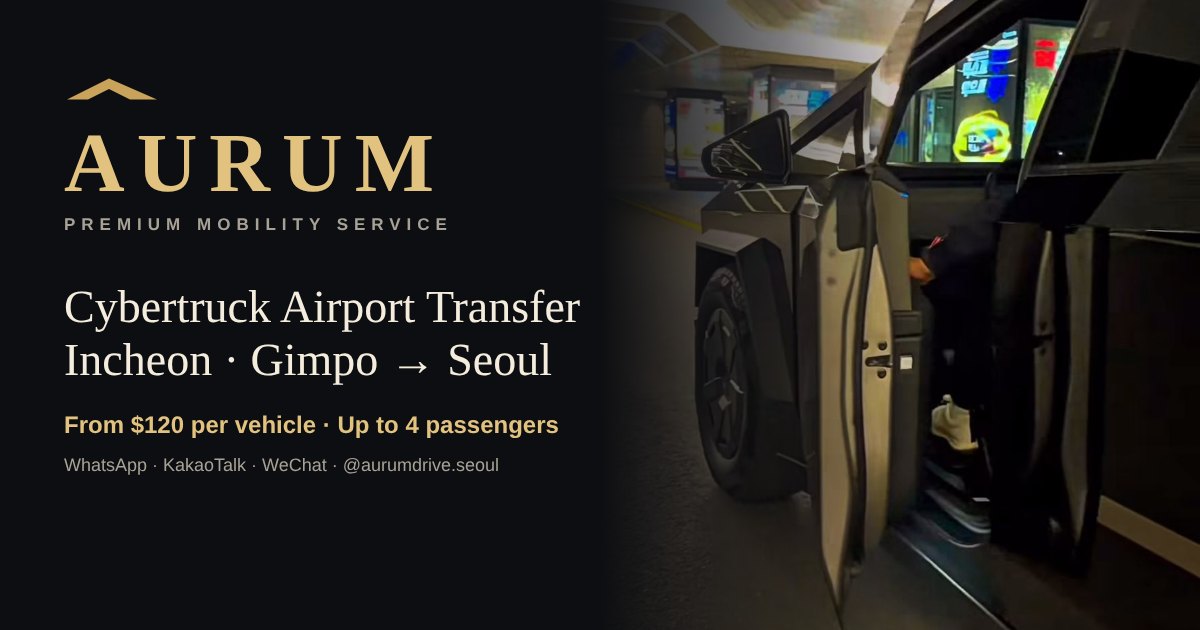 AURUM
PREMIUM MOBILITY SERVICE
Cybertruck Airport Transfer
Incheon · Gimpo → Seoul
From $120 per vehicle · Up to 4 passengers
WhatsApp · KakaoTalk · WeChat · @aurumdrive.seoul